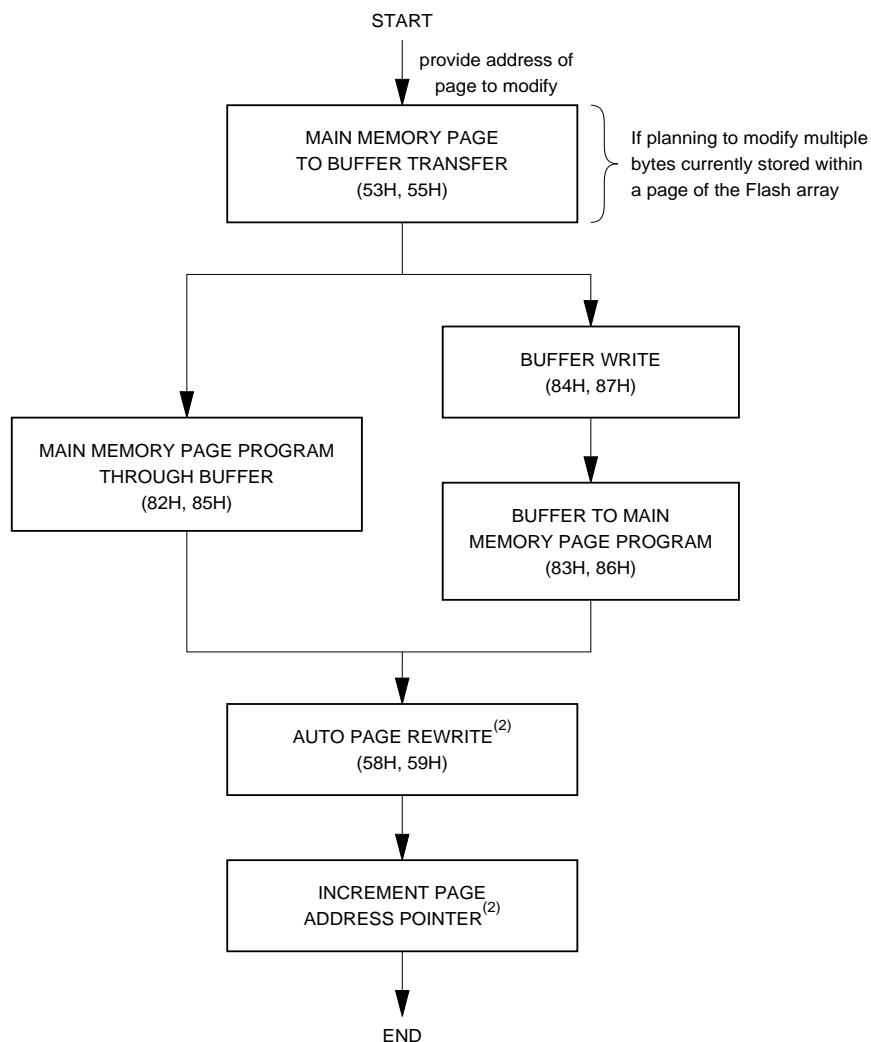 START
provide address of
page to modify
MAIN MEMORY PAGE
TO BUFFER TRANSFER
(53H, 55H)
If planning to modify multiple
bytes currently stored within
a page of the Flash array
BUFFER WRITE
(84H, 87H)
MAIN MEMORY PAGE PROGRAM
THROUGH BUFFER
(82H, 85H)
BUFFER TO MAIN
MEMORY PAGE PROGRAM
(83H, 86H)
AUTO PAGE REWRITE(2)
(58H, 59H)
INCREMENT PAGE
ADDRESS POINTER(2)
END